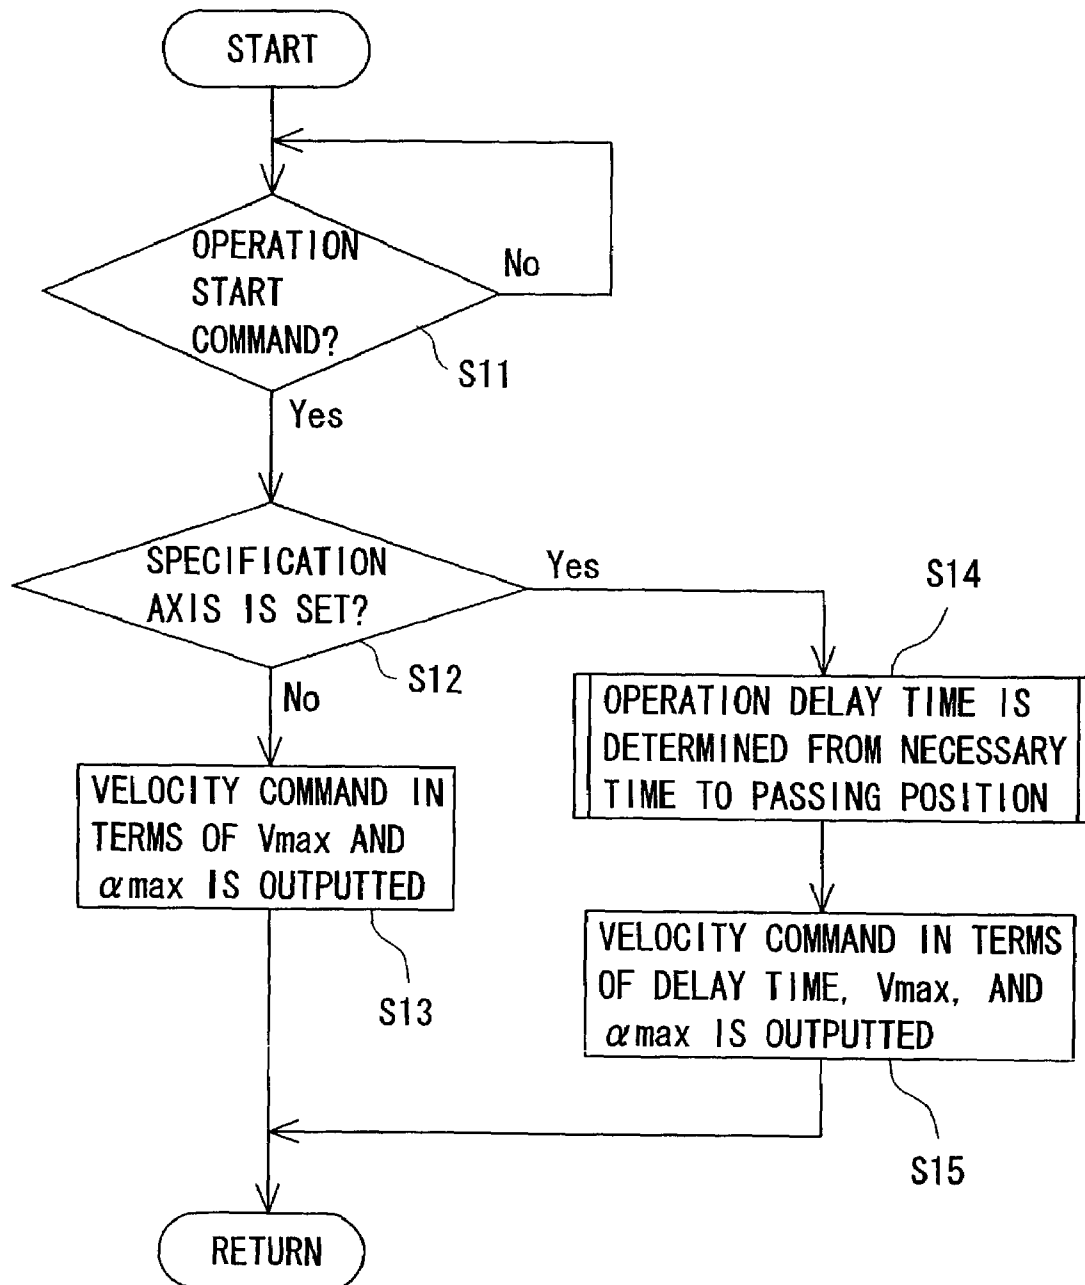 START
OPERATION
START
COMMAND?
No
S11
Yes
SPECIFICATION
AXIS IS SET?
Yes
S12
No
S14
OPERATION DELAY TIME IS
DETERMINED FROM NECESSARY
TIME TO PASSING POSITION
VELOCITY COMMAND IN
TERMS OF Vmax AND
αmax IS OUTPUTTED
S13
VELOCITY COMMAND IN TERMS
OF DELAY TIME, Vmax, AND
αmax IS OUTPUTTED
S15
RETURN